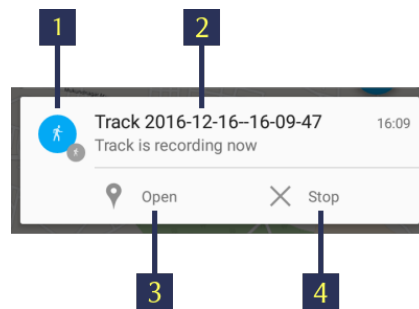 1
2
Track 2016-12-16--16-09-47
16:09
Track is recording now
Open
Stop
3
4